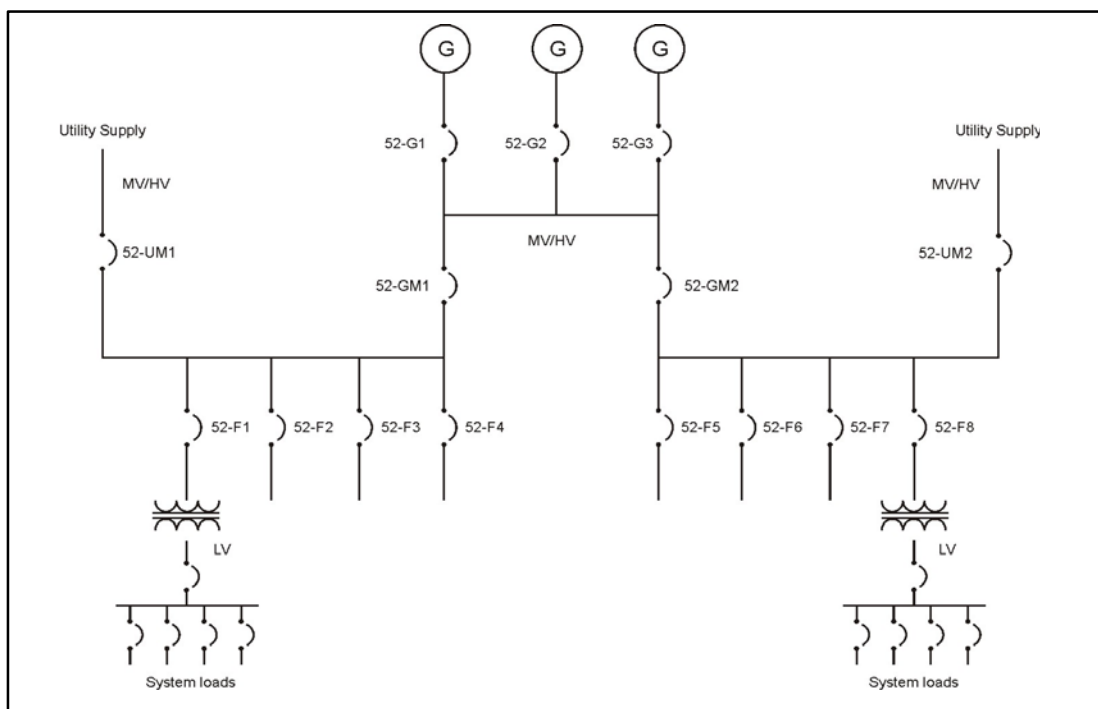 G G G
52-G1 52-G2 52-G3
Utility Supply Utility Supply
MV/HV MV/HV
MV/HV
52-UM1 52-UM2
52-GM1 52-GM2
52-F1 52-F2 52-F3 52-F4 52-F5 52-F6 52-F7 52-F8
LV LV
System loads System loads